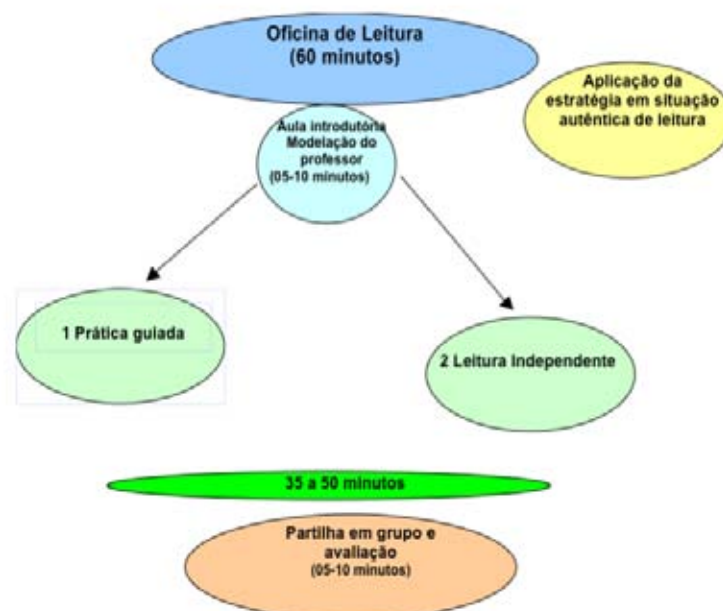 Oficina de Leitura
(60 minutos)
Aplicação da
estratégia em situação
autêntica de leitura
Aula introdutória
Modelação do
professor
(05-10 minutos)
1 Prática guiada
2 Leitura Independente
35 a 50 minutos
Partilha em grupo e
avaliação
(05-10 minutos)